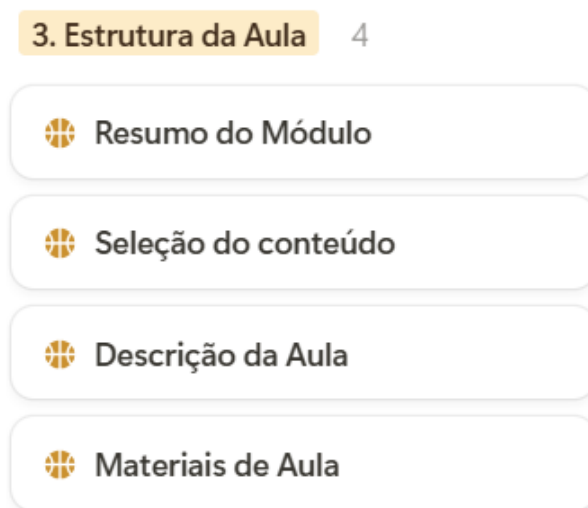 3. Estrutura da Aula 4
Resumo do Módulo
Seleção do conteúdo
Descrição da Aula
Materiais de Aula